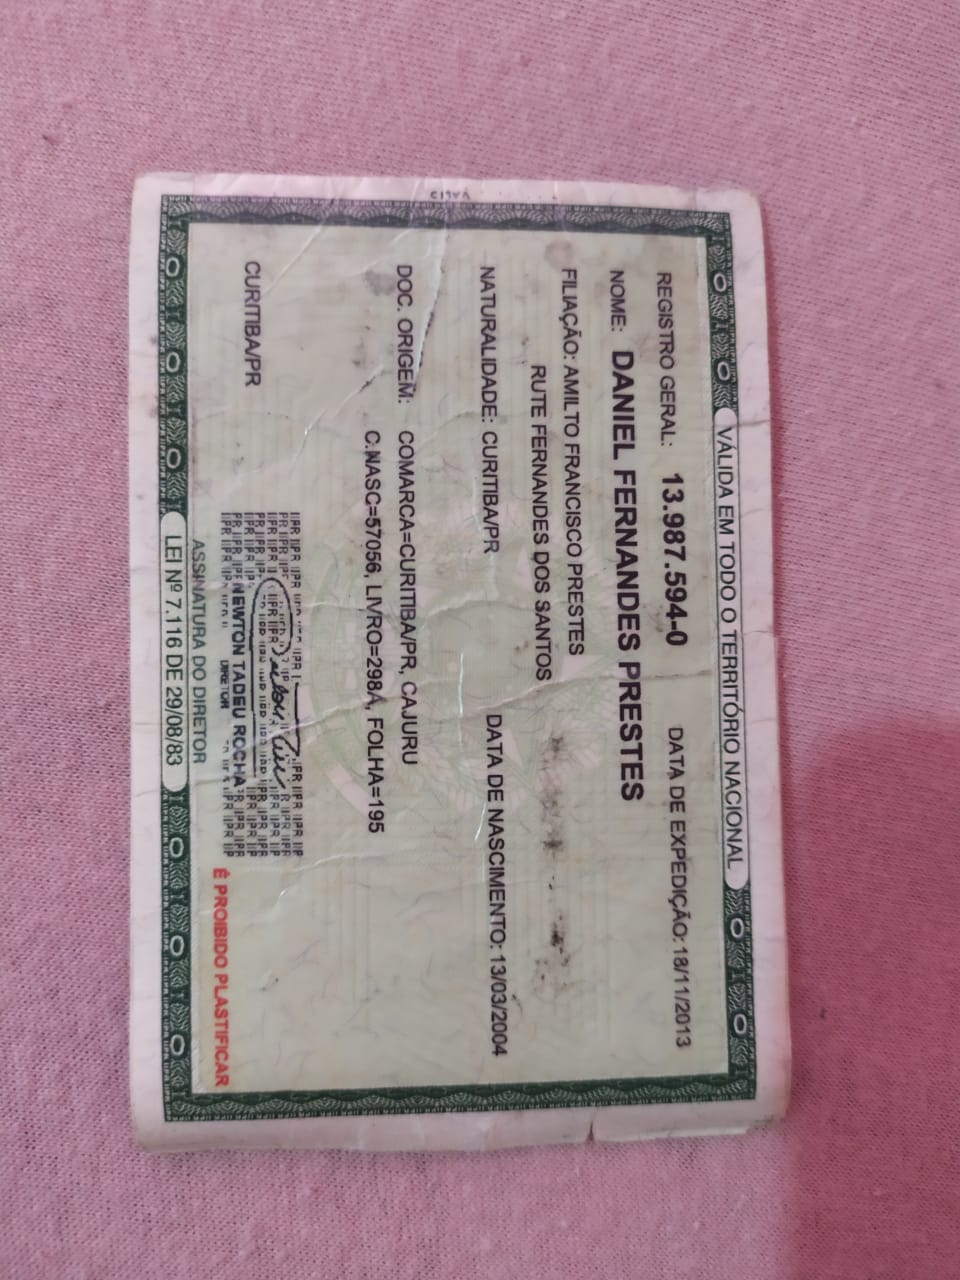 VÁLIDA EM TODO O TERRITÓRIO NACIONAL
REGISTRO GERAL: 13.987.594-0 DATA DE EXPEDIÇÃO: 18/11/2013
NOME: DANIEL FERNANDES PRESTES
FILIAÇÃO: AMILTO FRANCISCO PRESTES
RUTE FERNANDES DOS SANTOS
NATURALIDADE: CURITIBA/PR DATA DE NASCIMENTO: 13/03/2004
DOC. ORIGEM: COMARCA=CURITIBA/PR, CAJURU
C.NASC=57056, LIVRO=298A, FOLHA=195
CURITIBA/PR
NEWTON TADEU ROCHA
DIRETOR
ASSINATURA DO DIRETOR
É PROIBIDO PLASTIFICAR
LEI Nº 7.116 DE 29/08/83